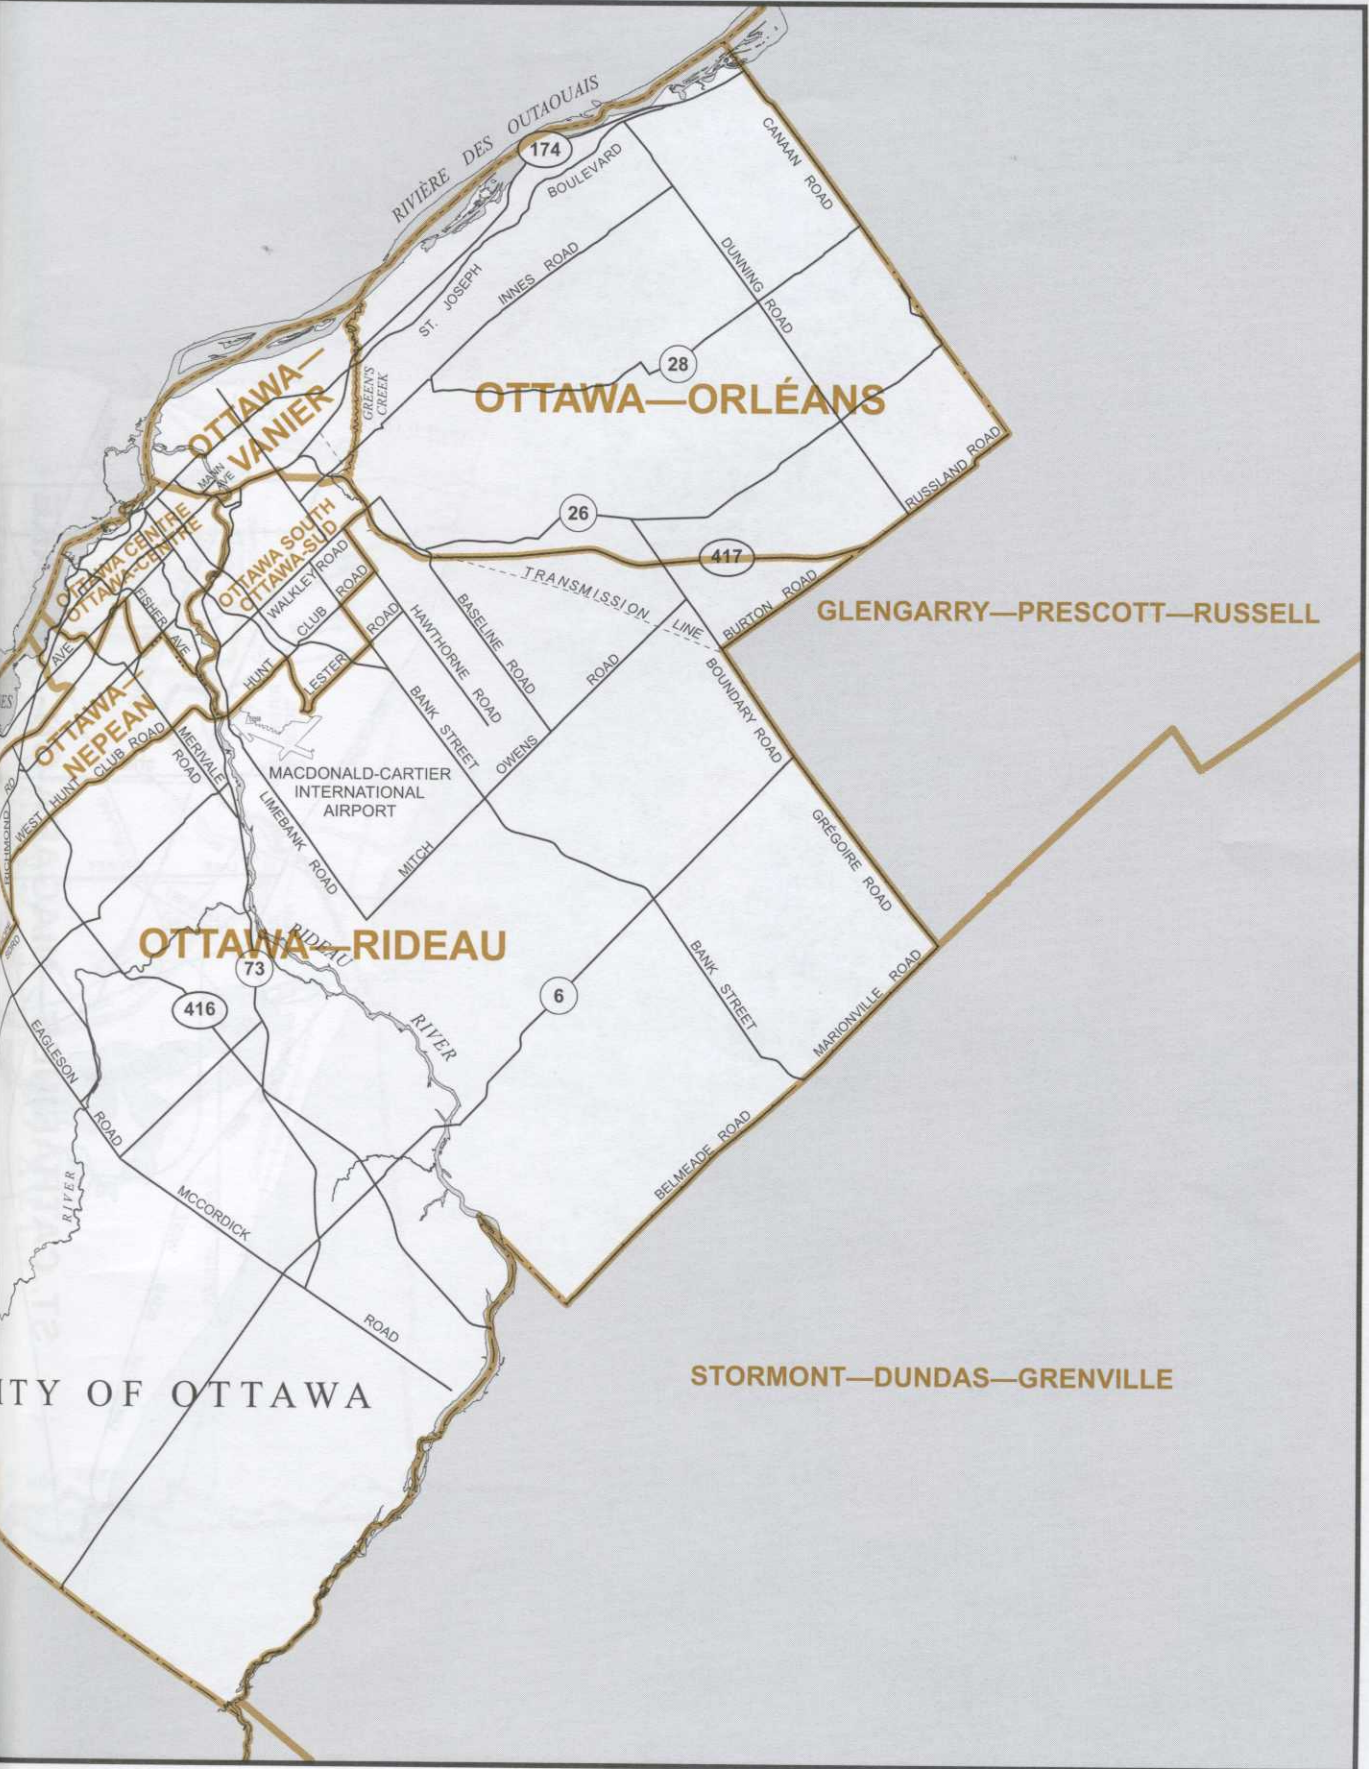 RIVIÈRE DES OUTAOUAIS
174
BOULEVARD
ST. JOSEPH
INNES ROAD
CANAAN ROAD
DUNNING ROAD
28
OTTAWA—ORLÉANS
GREEN'S
CREEK
OTTAWA—
VANIER
MANN
AVE
RUSSLAND ROAD
26
417
OTTAWA CENTRE
OTTAWA-CENTRE
OTTAWA SOUTH
OTTAWA-SUD
WALKLEY ROAD
TRANSMISSION LINE
BURTON ROAD
GLENGARRY—PRESCOTT—RUSSELL
FISHER AVE
AVE
HUNT CLUB ROAD
LESTER ROAD
HAWTHORNE ROAD
BASELINE ROAD
BANK STREET
BOUNDARY ROAD
OTTAWA—
NEPEAN
WEST HUNT CLUB ROAD
MERIVALE
ROAD
RICHMOND RD
MACDONALD-CARTIER
INTERNATIONAL
AIRPORT
LIMEBANK ROAD
MITCH OWENS ROAD
GRÉGOIRE ROAD
OTTAWA—RIDEAU
RIDEAU RIVER
73
416
6
BANK STREET
MARIONVILLE ROAD
EAGLESON ROAD
BELMEADE ROAD
RIVER
MCCORDICK ROAD
ITY OF OTTAWA
STORMONT—DUNDAS—GRENVILLE